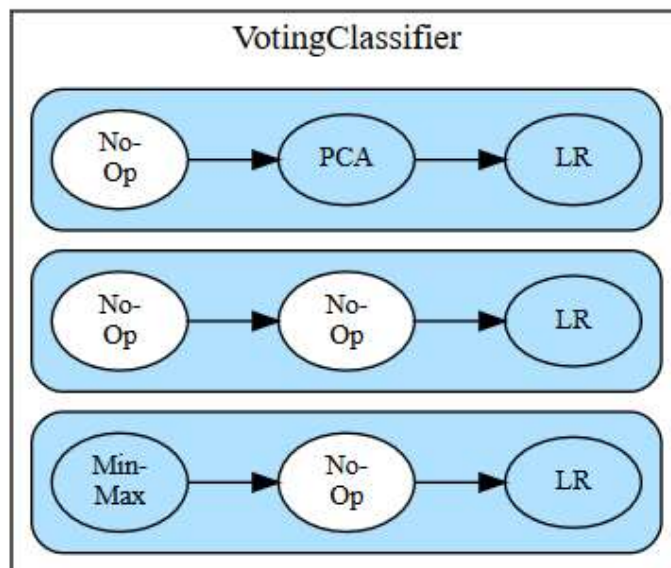 VotingClassifier
No-
Op
PCA
LR
No-
Op
No-
Op
LR
Min-
Max
No-
Op
LR